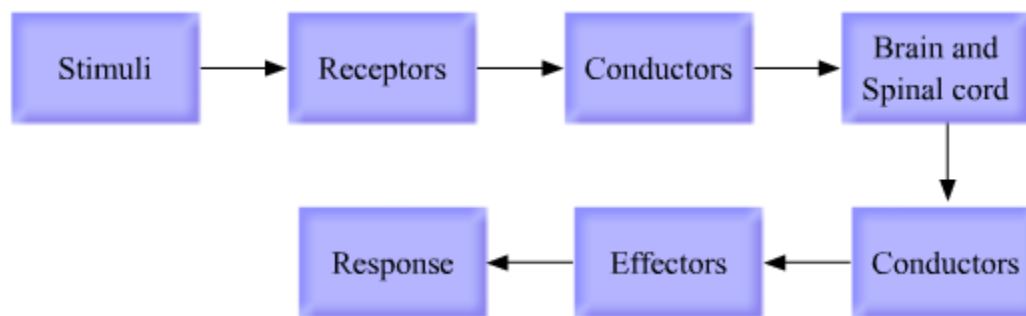 Stimuli
Receptors
Conductors
Brain and
Spinal cord
Conductors
Effectors
Response